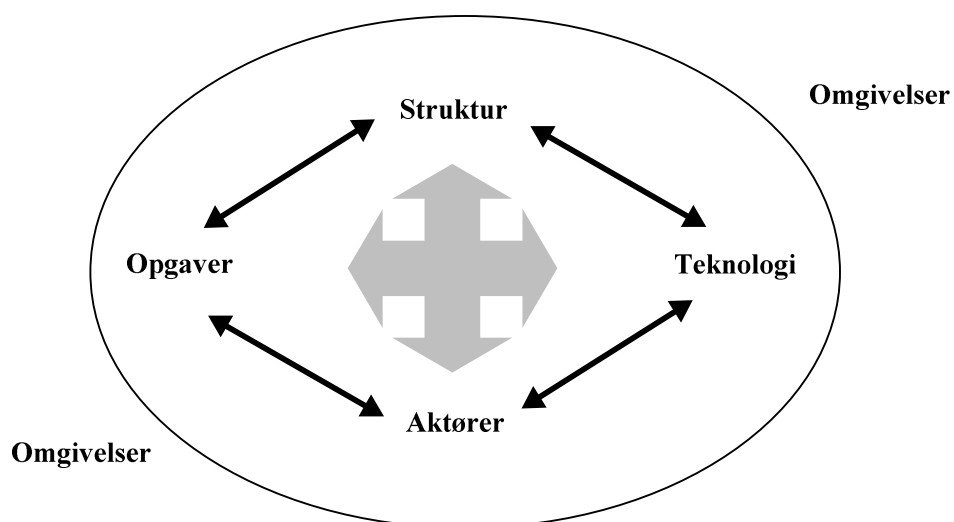 Omgivelser
Struktur
Opgaver
Teknologi
Aktører
Omgivelser